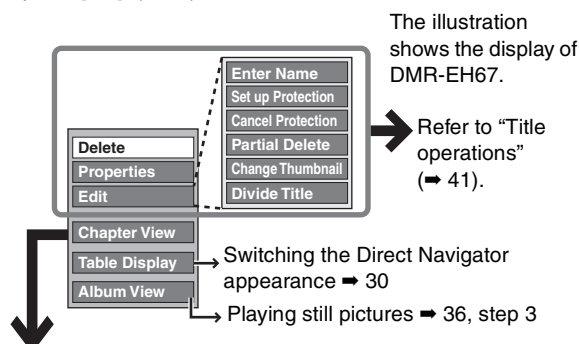 The illustration
shows the display of
DMR-EH67.
Enter Name
Set up Protection
Cancel Protection
Partial Delete
Change Thumbnail
Divide Title
Refer to “Title
operations”
(➡ 41).
Delete
Properties
Edit
Chapter View
Table Display
Album View
Switching the Direct Navigator
appearance ➡ 30
Playing still pictures ➡ 36, step 3